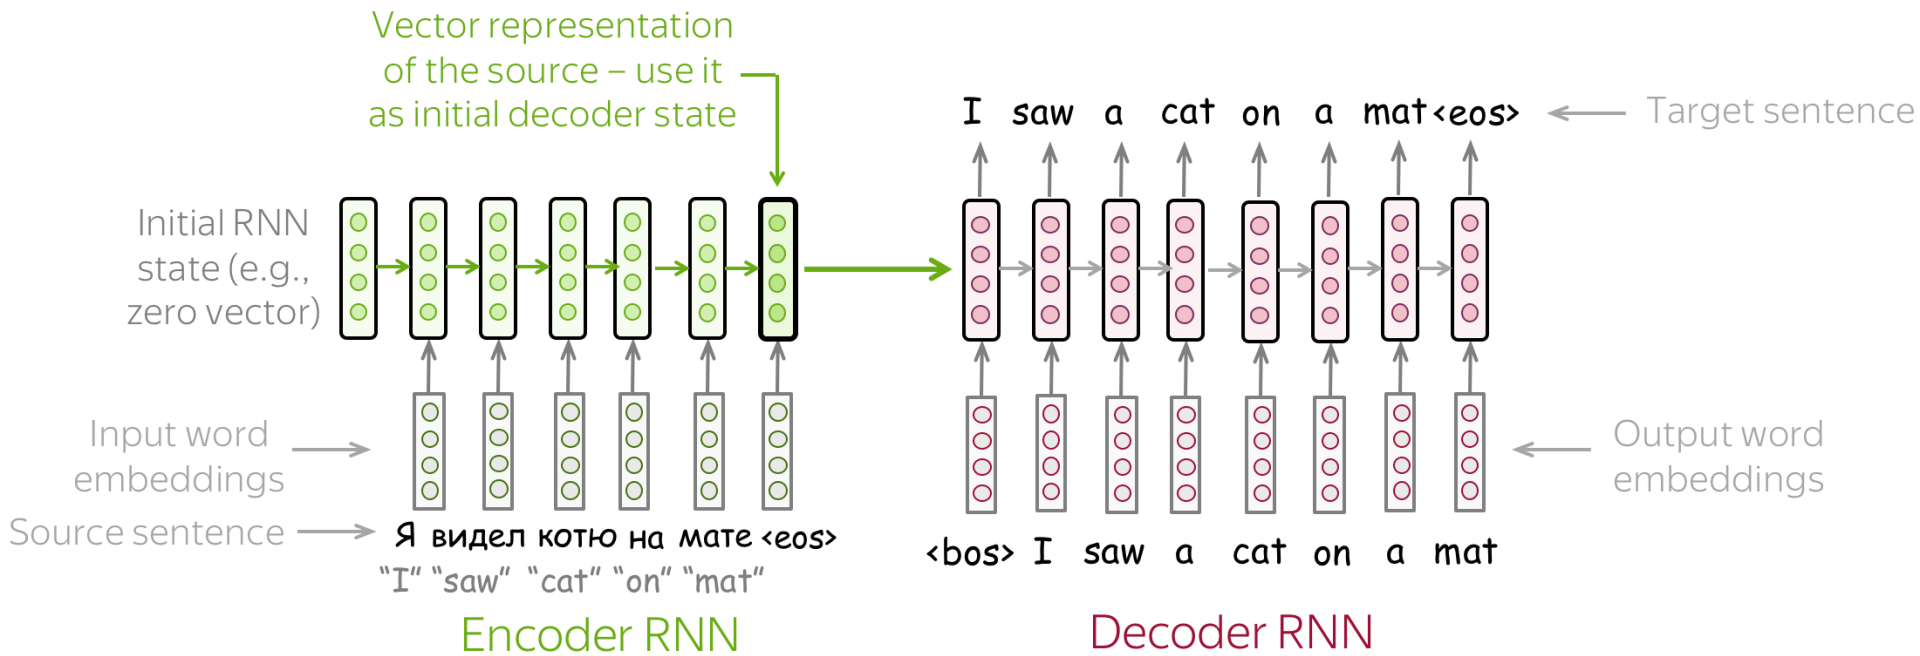 Vector representation
of the source – use it
as initial decoder state
I saw a cat on a mat <eos>
Target sentence
Initial RNN
state (e.g.,
zero vector)
Input word
embeddings
Output word
embeddings
Source sentence
Я видел котю на мате <eos>
"I" "saw" "cat" "on" "mat"
<bos> I saw a cat on a mat
Encoder RNN
Decoder RNN